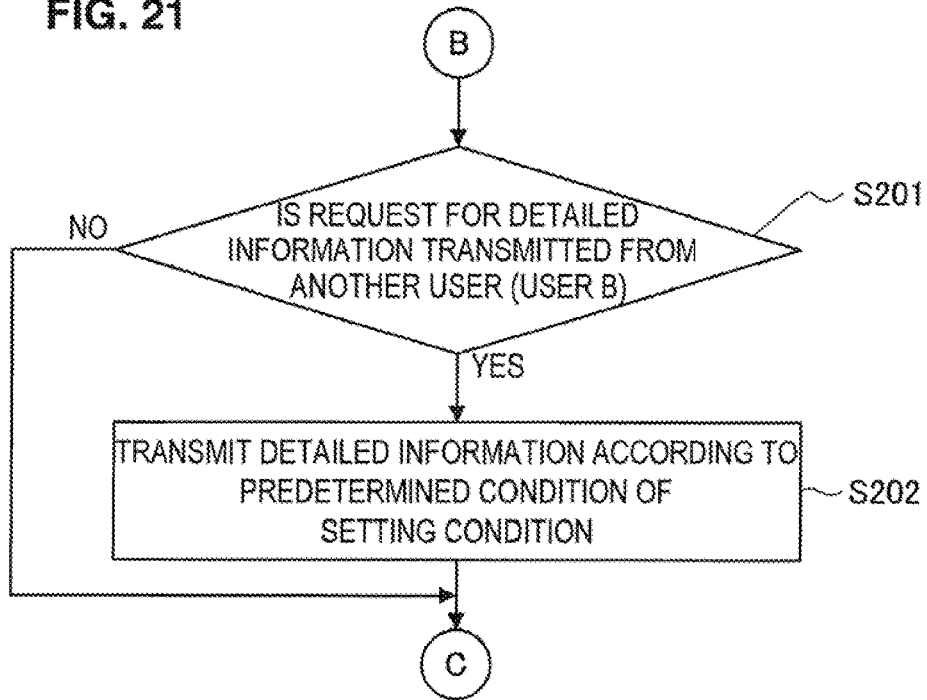 FIG. 21
B
IS REQUEST FOR DETAILED
INFORMATION TRANSMITTED FROM
ANOTHER USER (USER B)
S201
NO
YES
TRANSMIT DETAILED INFORMATION ACCORDING TO
PREDETERMINED CONDITION OF
SETTING CONDITION
S202
C